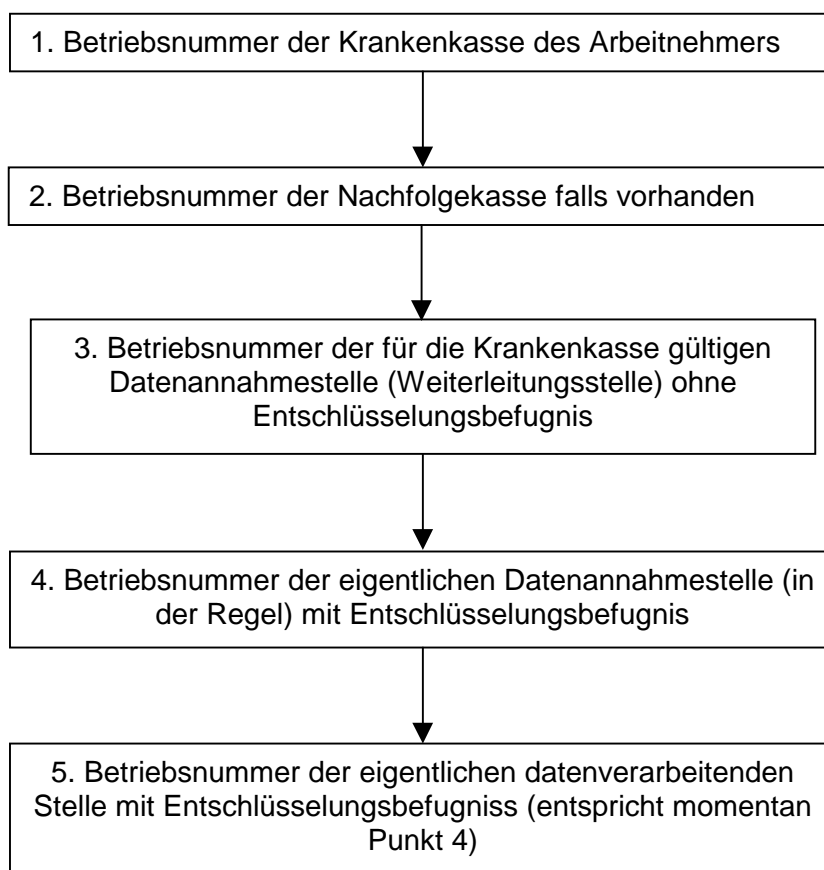 1. Betriebsnummer der Krankenkasse des Arbeitnehmers
2. Betriebsnummer der Nachfolgekasse falls vorhanden
3. Betriebsnummer der für die Krankenkasse gültigen
Datenannahmestelle (Weiterleitungsstelle) ohne
Entschlüsselungsbefugnis
4. Betriebsnummer der eigentlichen Datenannahmestelle (in
der Regel) mit Entschlüsselungsbefugnis
5. Betriebsnummer der eigentlichen datenverarbeitenden
Stelle mit Entschlüsselungsbefugniss (entspricht momentan
Punkt 4)